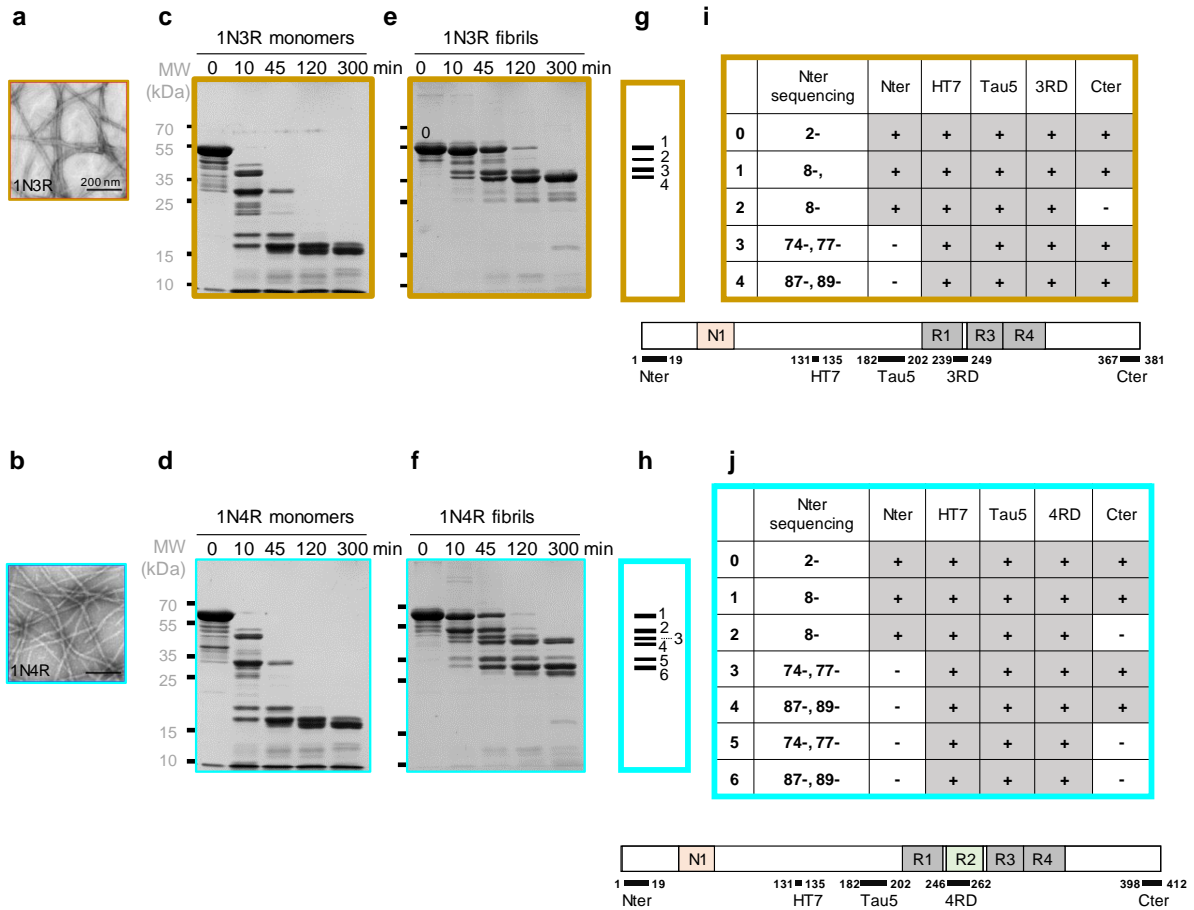 a
c
e
g
i
1N3R
200 nm
1N3R monomers
MW
(kDa)
0 10 45 120 300 min
70
55
35
25
15
10
1N3R fibrils
0 10 45 120 300 min
0
1
2
3
4
Nter sequencing Nter HT7 Tau5 3RD Cter
0 2- + + + + +
1 8-, + + + + +
2 8- + + + + -
3 74-, 77- - + + + +
4 87-, 89- - + + + +
N1 R1 R3 R4
1 19 131 135 182 202 239 249 367 381
Nter HT7 Tau5 3RD Cter
b
d
f
h
j
1N4R
1N4R monomers
MW
(kDa)
0 10 45 120 300 min
70
55
35
25
15
10
1N4R fibrils
0 10 45 120 300 min
1
2
3
4
5
6
Nter sequencing Nter HT7 Tau5 4RD Cter
0 2- + + + + +
1 8- + + + + +
2 8- + + + + -
3 74-, 77- - + + + +
4 87-, 89- - + + + +
5 74-, 77- - + + + -
6 87-, 89- - + + + -
N1 R1 R2 R3 R4
1 19 131 135 182 202 246 262 398 412
Nter HT7 Tau5 4RD Cter